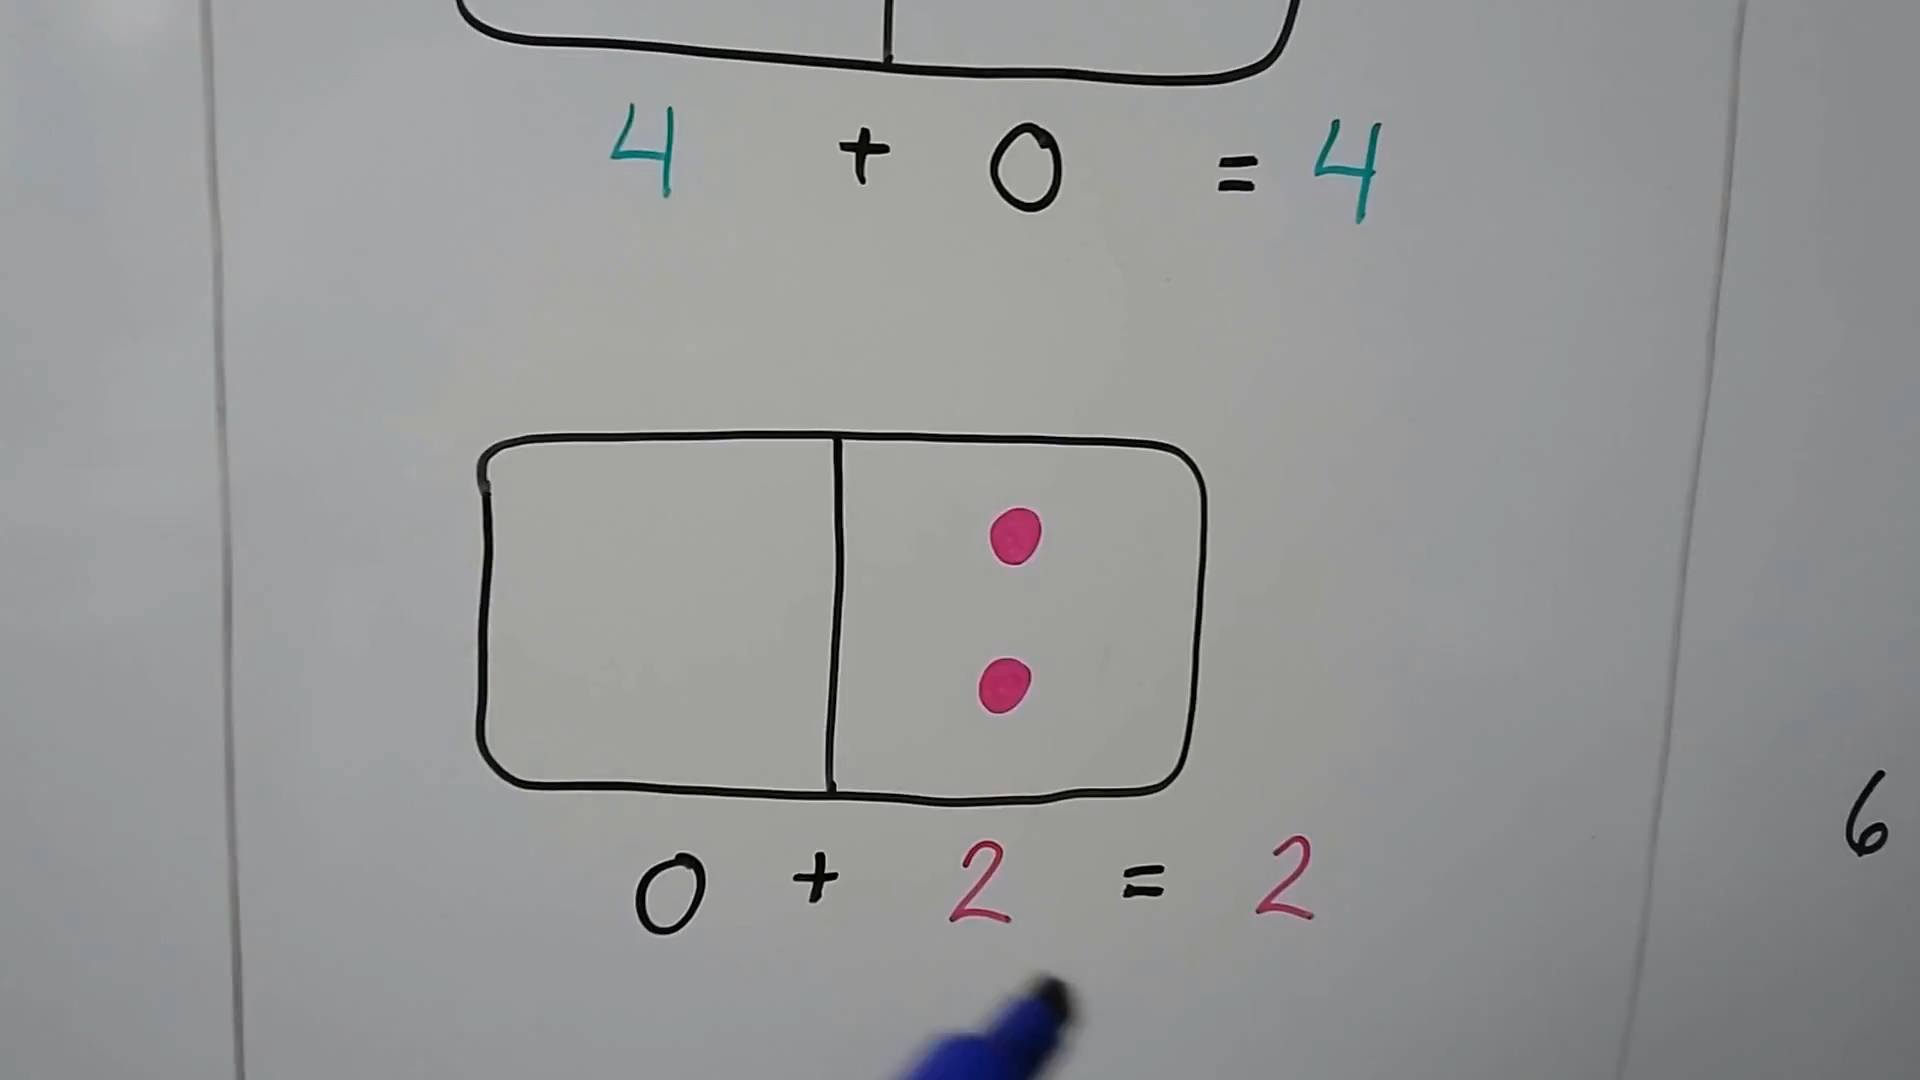 4 + 0 = 4
6
0 + 2 = 2